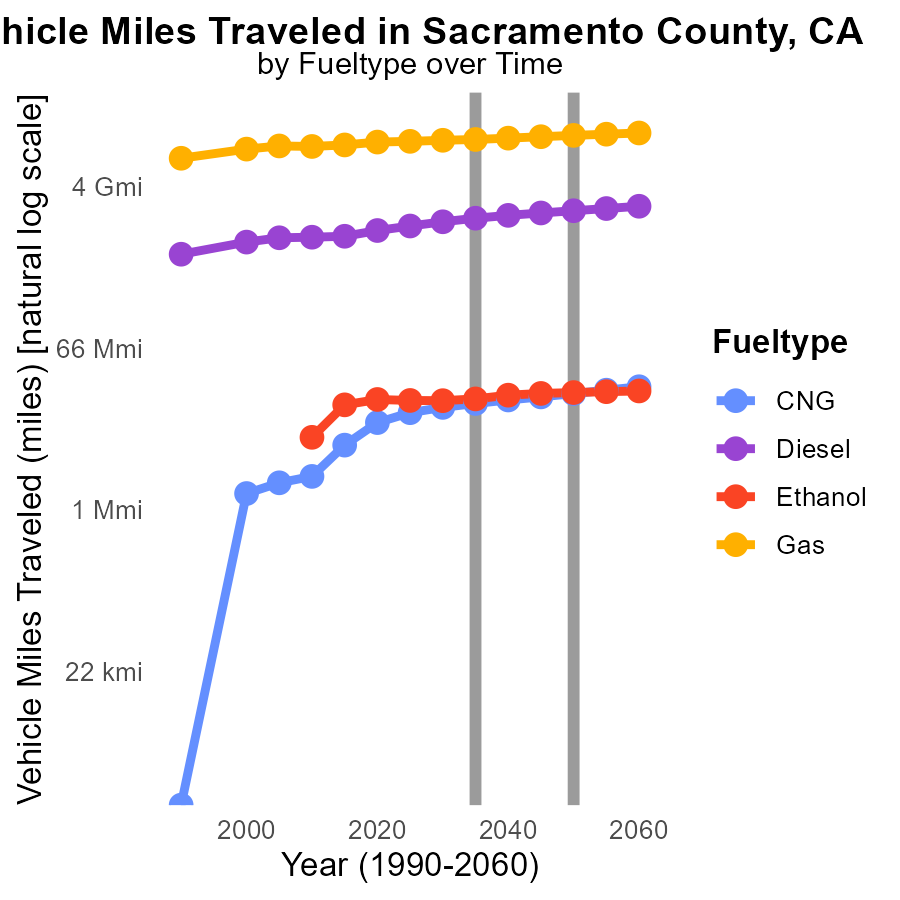 hicle Miles Traveled in Sacramento County, CA
by Fueltype over Time
Vehicle Miles Traveled (miles) [natural log scale]
4 Gmi
66 Mmi
1 Mmi
22 kmi
2000 2020 2040 2060
Year (1990-2060)
Fueltype
CNG
Diesel
Ethanol
Gas